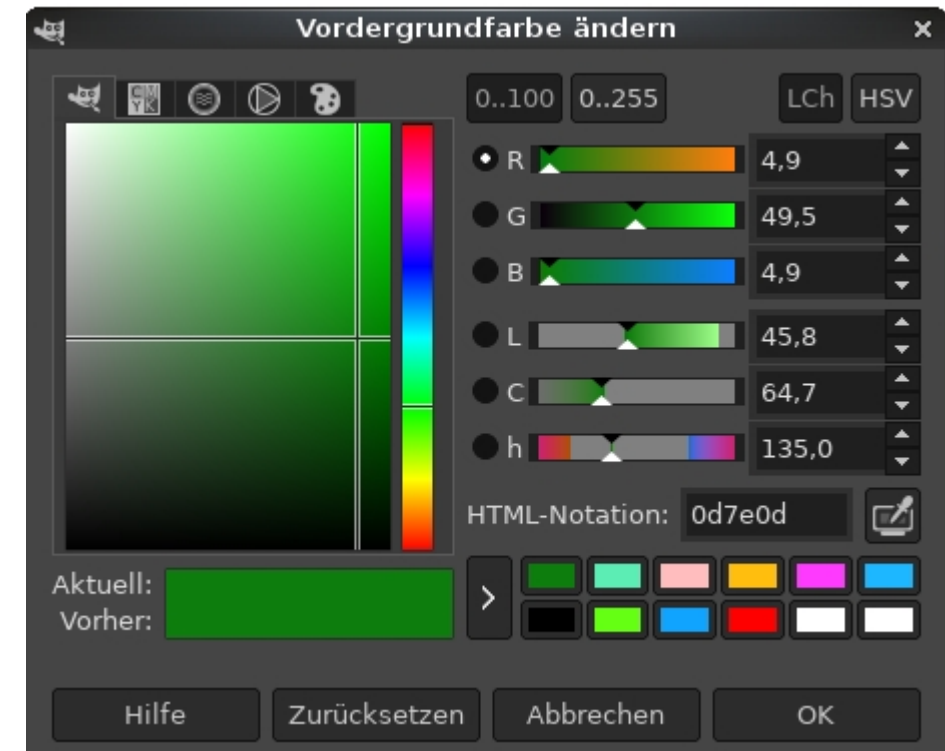 Vordergrundfarbe ändern
0..100 0..255 LCh HSV
CMYK
R 4,9
G 49,5
B 4,9
L 45,8
C 64,7
h 135,0
HTML-Notation: 0d7e0d
Aktuell:
Vorher:
Hilfe Zurücksetzen Abbrechen OK